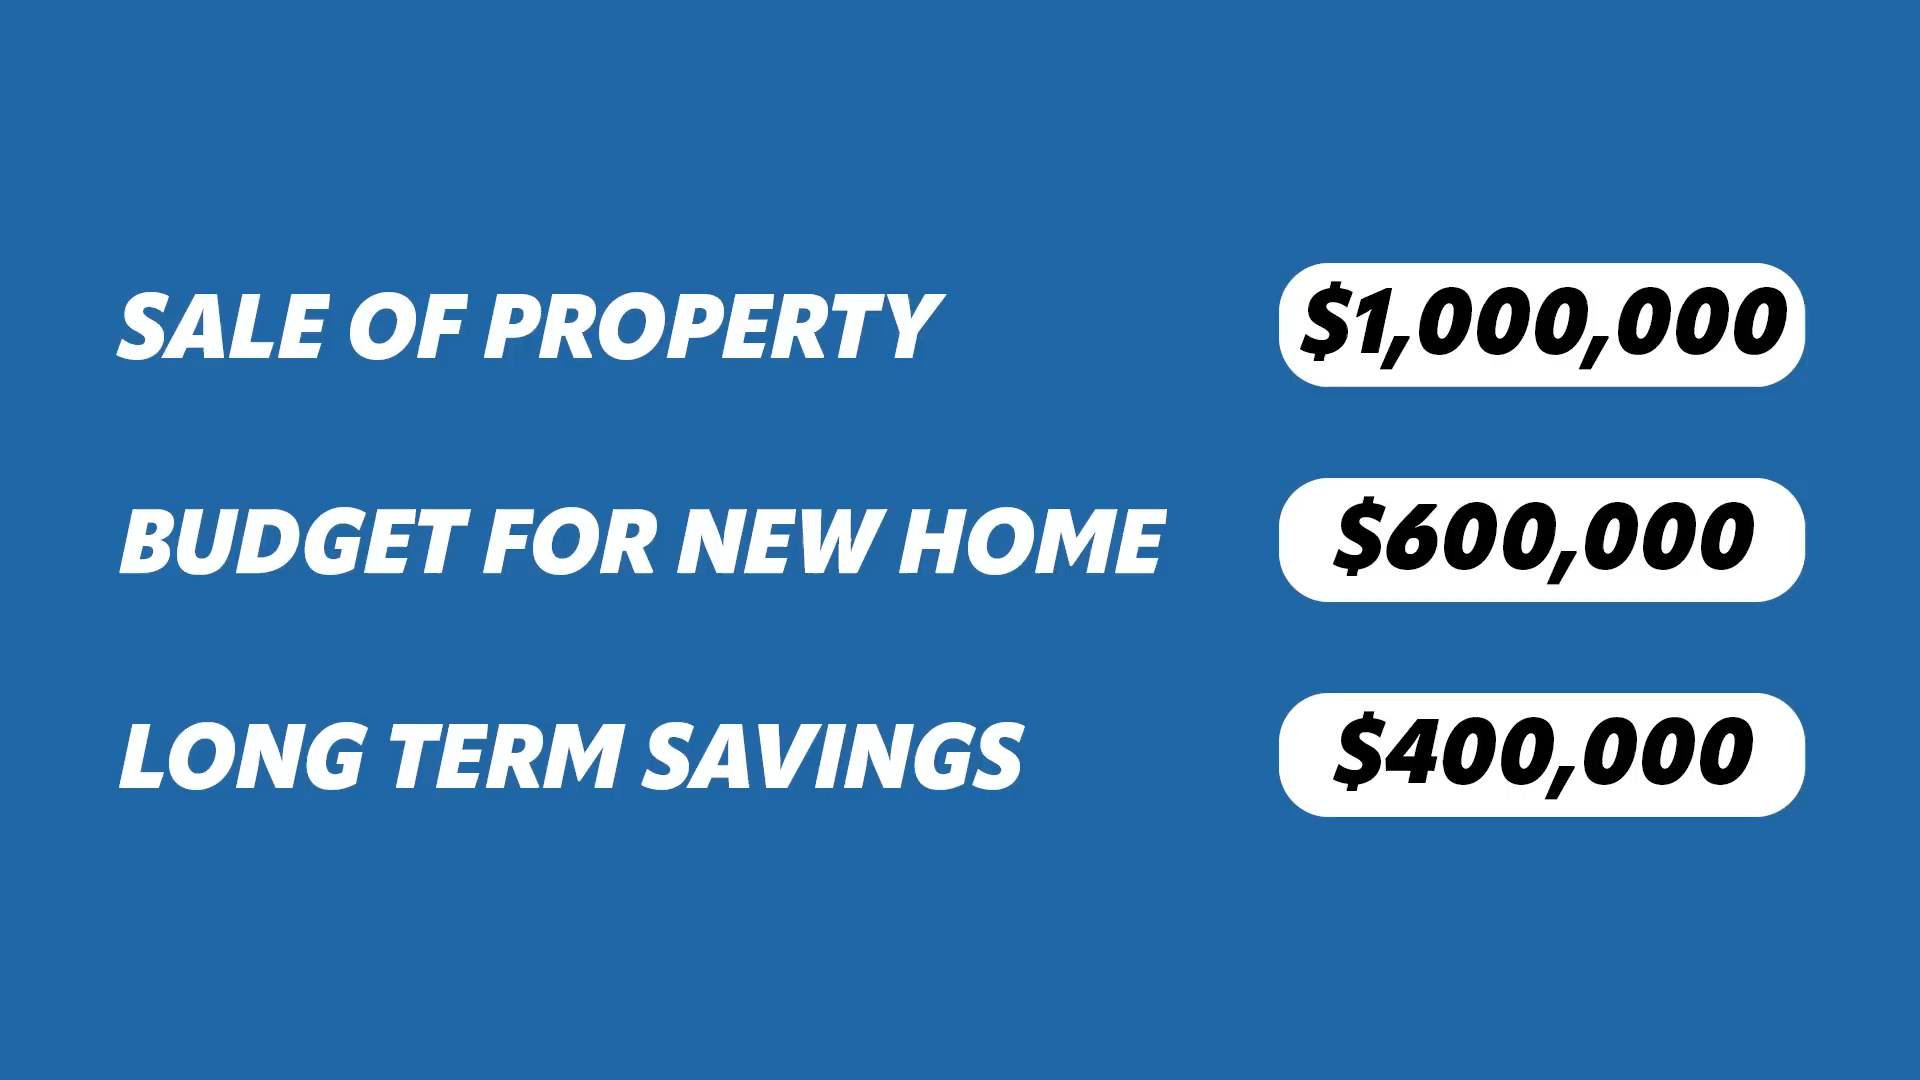 SALE OF PROPERTY $1,000,000
BUDGET FOR NEW HOME $600,000
LONG TERM SAVINGS $400,000